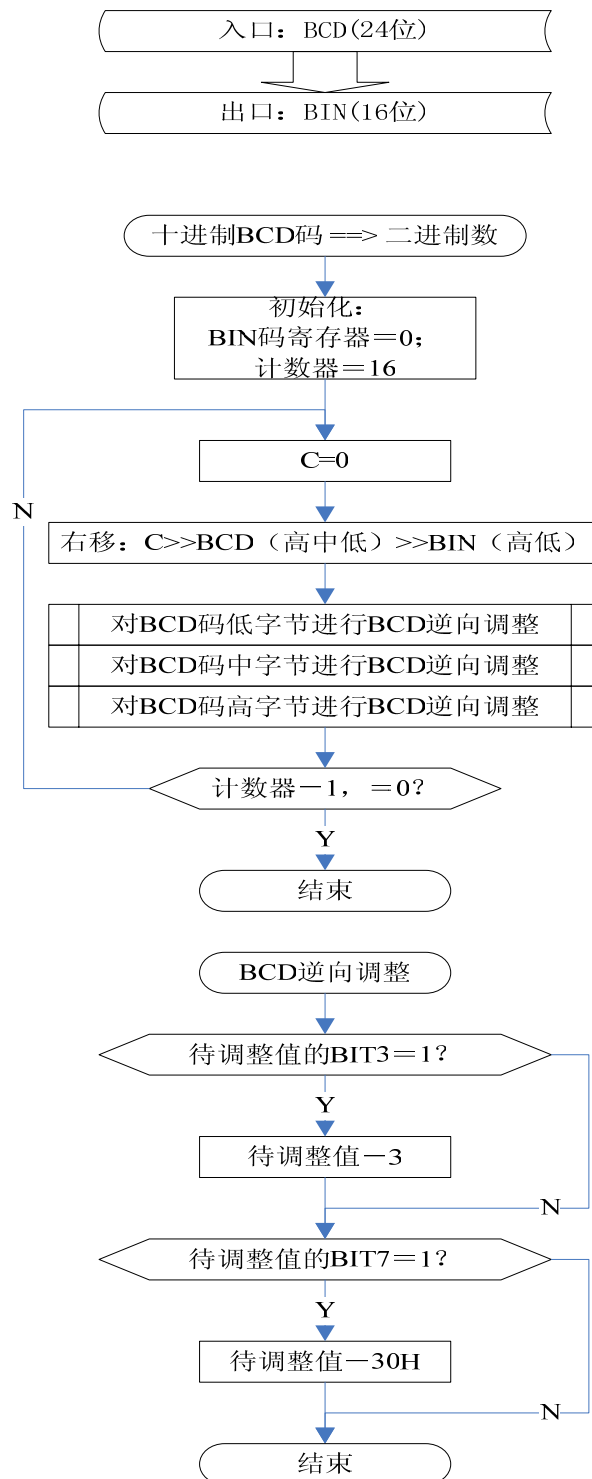 入口：BCD(24位)
出口：BIN(16位)
十进制BCD码 ==> 二进制数
初始化：
BIN码寄存器＝0；
计数器＝16
C=0
N
右移：C>>BCD（高中低）>>BIN（高低）
对BCD码低字节进行BCD逆向调整
对BCD码中字节进行BCD逆向调整
对BCD码高字节进行BCD逆向调整
计数器－1，＝0？
Y
结束
BCD逆向调整
待调整值的BIT3＝1？
Y
待调整值－3
N
待调整值的BIT7＝1？
Y
待调整值－30H
N
结束